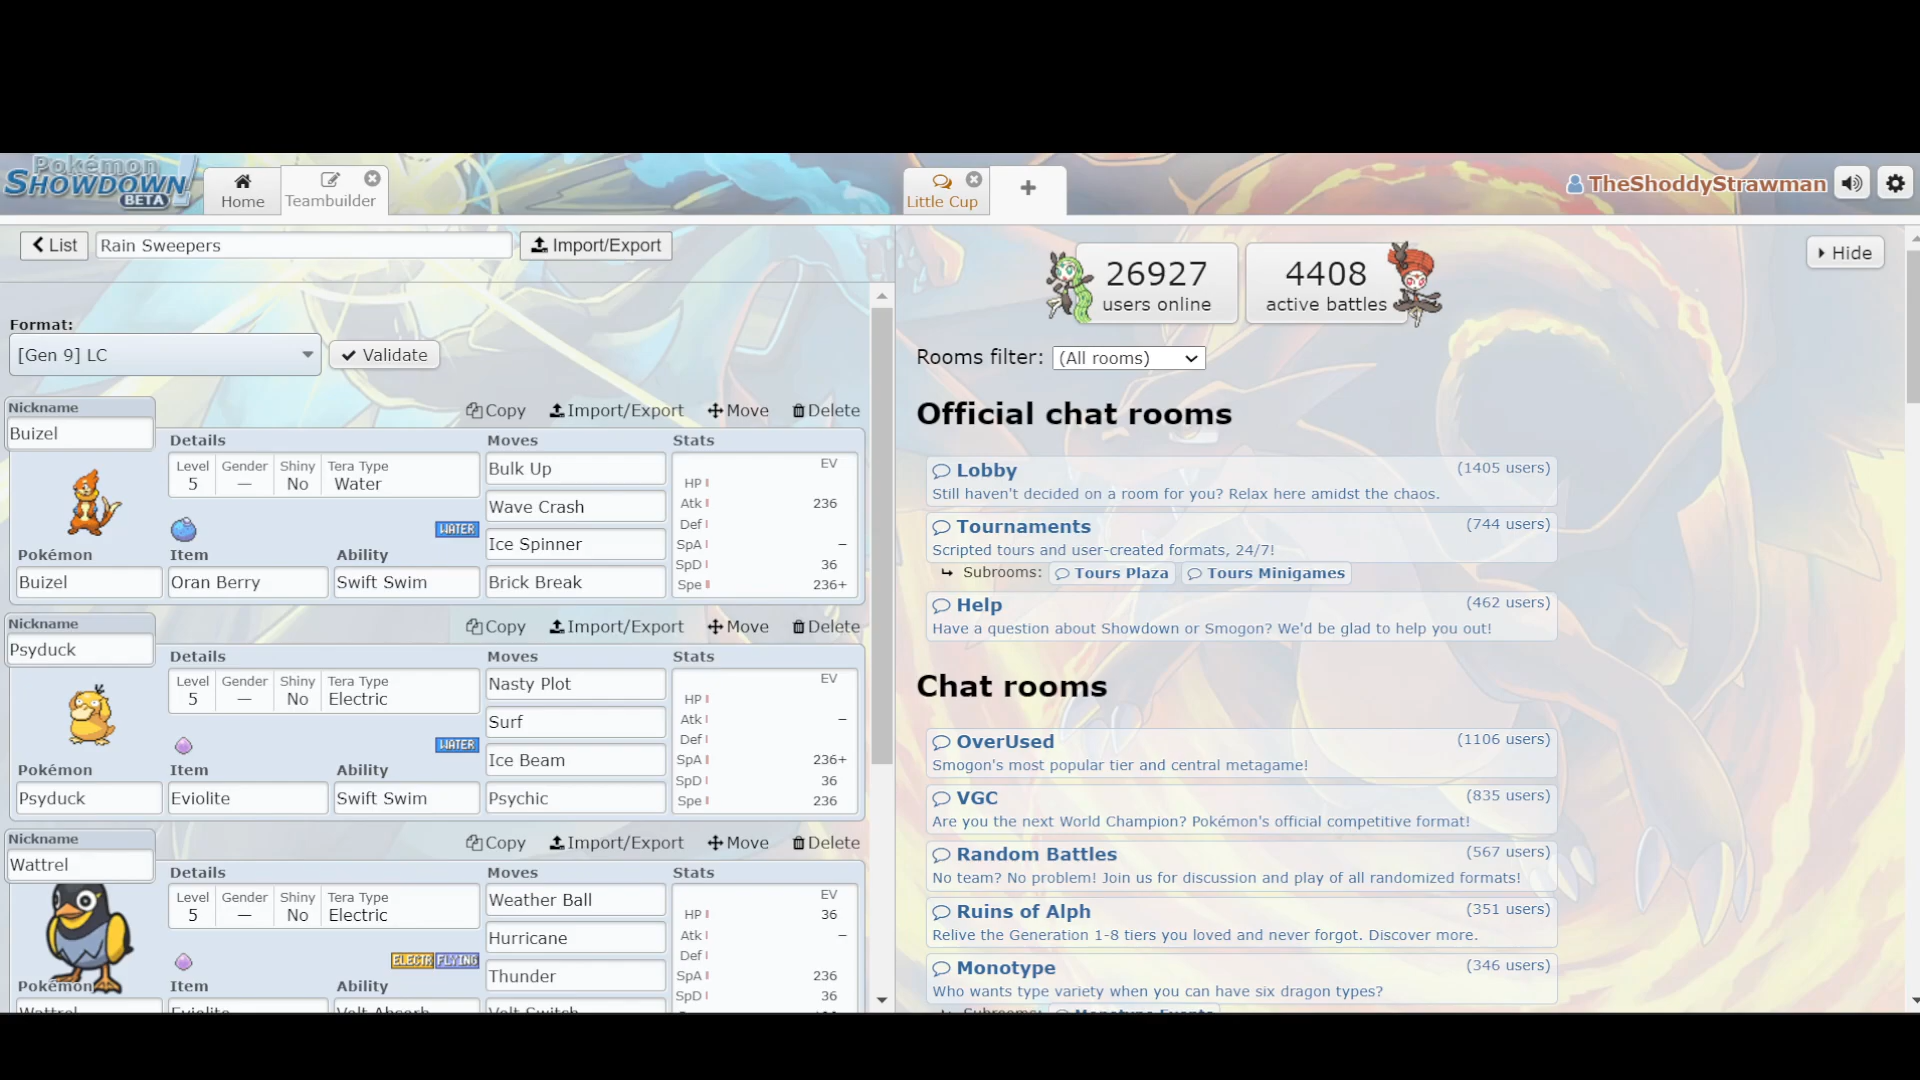 Pokémon
SHOWDOWN!
BETA
Home
Teambuilder
Little Cup
+
TheShoddyStrawman
List
Rain Sweepers
Import/Export
Format:
[Gen 9] LC
Validate
Nickname
Buizel
Copy Import/Export Move Delete
Details Moves Stats
Level Gender Shiny Tera Type
5 — No Water
WATER
Pokémon Item Ability
Buizel Oran Berry Swift Swim
Bulk Up
Wave Crash
Ice Spinner
Brick Break
EV
HP
Atk 236
Def
SpA –
SpD 36
Spe 236+
Nickname
Psyduck
Copy Import/Export Move Delete
Details Moves Stats
Level Gender Shiny Tera Type
5 — No Electric
WATER
Pokémon Item Ability
Psyduck Eviolite Swift Swim
Nasty Plot
Surf
Ice Beam
Psychic
EV
HP
Atk –
Def
SpA 236+
SpD 36
Spe 236
Nickname
Wattrel
Copy Import/Export Move Delete
Details Moves Stats
Level Gender Shiny Tera Type
5 — No Electric
ELECTR FLYING
Pokémon Item Ability
Wattrel Eviolite Volt Absorb
Weather Ball
Hurricane
Thunder
Volt Switch
EV
HP 36
Atk –
Def
SpA 236
SpD 36
26927
users online
4408
active battles
Hide
Rooms filter: (All rooms)
Official chat rooms
Lobby (1405 users)
Still haven't decided on a room for you? Relax here amidst the chaos.
Tournaments (744 users)
Scripted tours and user-created formats, 24/7!
Subrooms: Tours Plaza Tours Minigames
Help (462 users)
Have a question about Showdown or Smogon? We'd be glad to help you out!
Chat rooms
OverUsed (1106 users)
Smogon's most popular tier and central metagame!
VGC (835 users)
Are you the next World Champion? Pokémon's official competitive format!
Random Battles (567 users)
No team? No problem! Join us for discussion and play of all randomized formats!
Ruins of Alph (351 users)
Relive the Generation 1-8 tiers you loved and never forgot. Discover more.
Monotype (346 users)
Who wants type variety when you can have six dragon types?
Subrooms: Monotype Events